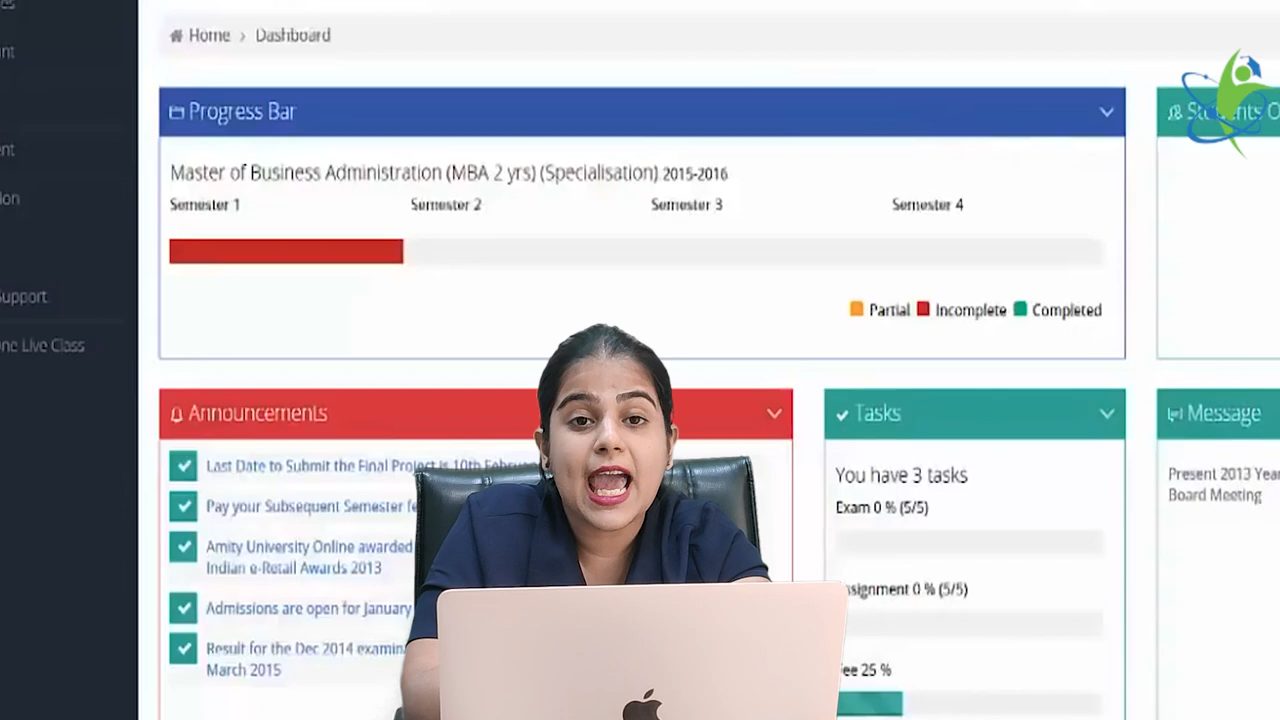 Home > Dashboard
Progress Bar
Students
Master of Business Administration (MBA 2 yrs) (Specialisation) 2015-2016
Semester 1 Semester 2 Semester 3 Semester 4
Partial Incomplete Completed
Support
Live Class
Announcements
Last Date to Submit the Final Project is 10th
Pay your Subsequent Semester
Amity University Online awarded
Indian e-Retail Awards 2013
Admissions are open for January
Result for the Dec 2014
March 2015
Tasks
You have 3 tasks
Exam 0 % (5/5)
0 % (5/5)
25 %
Message
Present 2013
Board Meeting